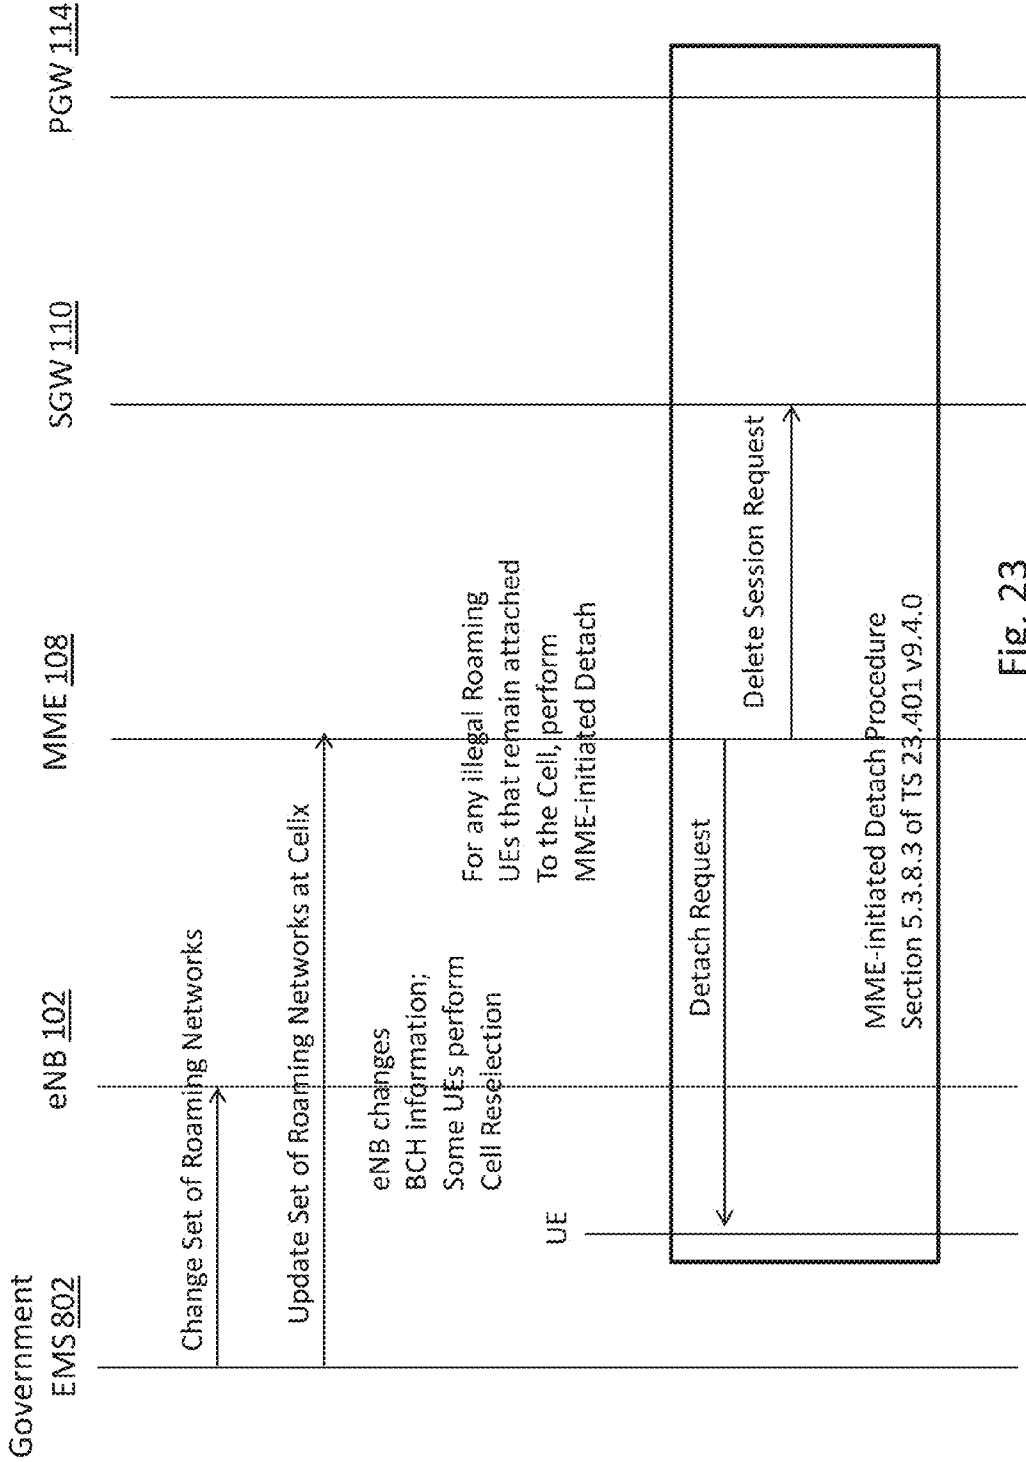 Government
EMS 802
eNB 102
MME 108
SGW 110
PGW 114
Change Set of Roaming Networks
Update Set of Roaming Networks at Celix
eNB changes
BCH information;
Some UEs perform
Cell Reselection
For any illegal Roaming
UEs that remain attached
To the Cell, perform
MME-initiated Detach
UE
Detach Request
Delete Session Request
MME-initiated Detach Procedure
Section 5.3.8.3 of TS 23.401 v9.4.0
Fig. 23